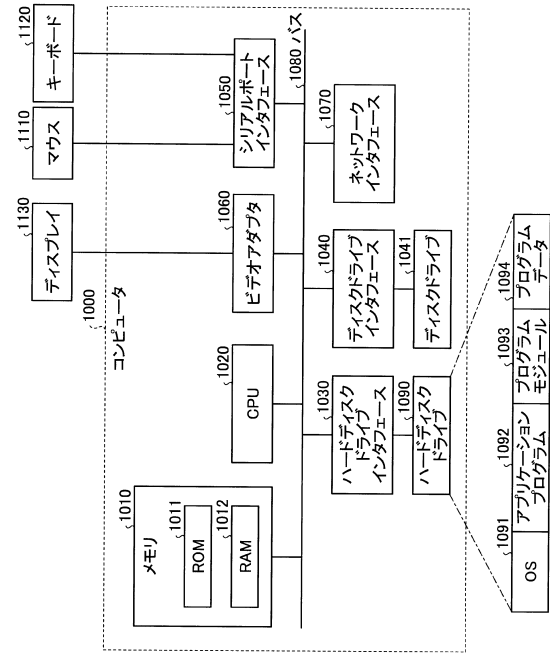 1130
ディスプレイ
1110
マウス
1120
キーボード
1000
コンピュータ
1010
メモリ
1011
ROM
1012
RAM
1020
CPU
1060
ビデオアダプタ
1050
シリアルポート
インタフェース
1080 バス
1030
ハードディスク
ドライブ
インタフェース
1040
ディスクドライブ
インタフェース
1070
ネットワーク
インタフェース
1090
ハードディスク
ドライブ
1041
ディスクドライブ
1091
OS
1092
アプリケーション
プログラム
1093
プログラム
モジュール
1094
プログラム
データ